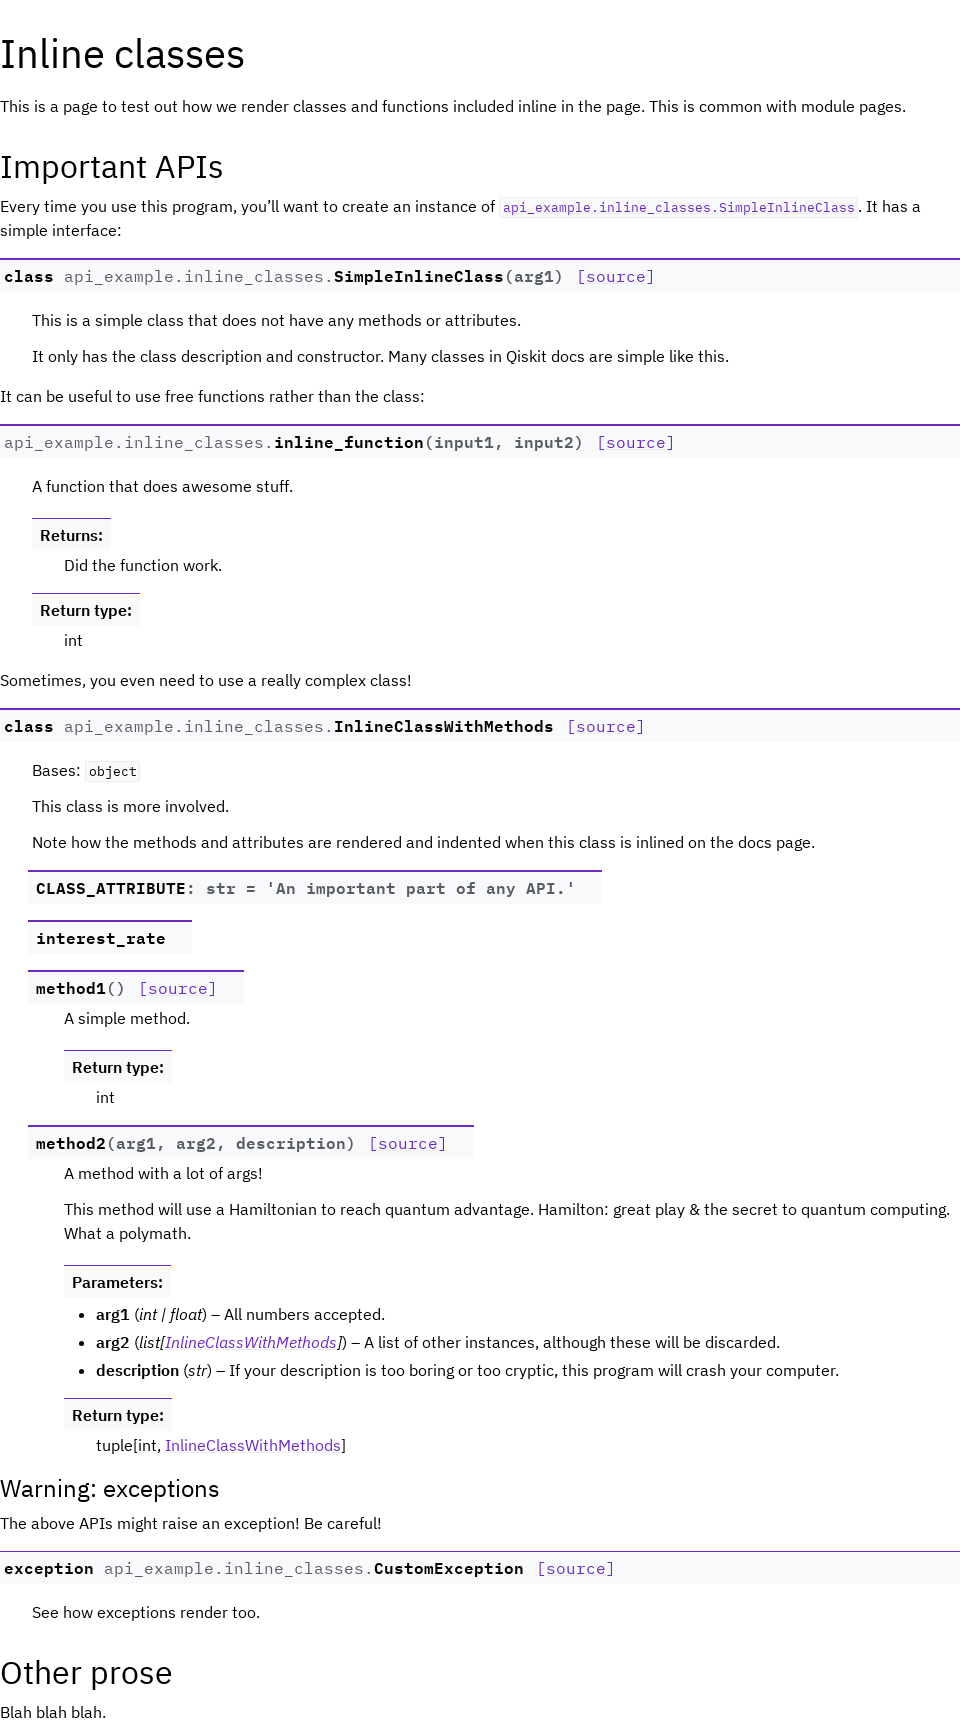 Inline classes
This is a page to test out how we render classes and functions included inline in the page. This is common with module pages.
Important APIs
Every time you use this program, you’ll want to create an instance of api_example.inline_classes.SimpleInlineClass. It has a
simple interface:
class api_example.inline_classes.SimpleInlineClass(arg1) [source]
This is a simple class that does not have any methods or attributes.
It only has the class description and constructor. Many classes in Qiskit docs are simple like this.
It can be useful to use free functions rather than the class:
api_example.inline_classes.inline_function(input1, input2) [source]
A function that does awesome stuff.
Returns:
Did the function work.
Return type:
int
Sometimes, you even need to use a really complex class!
class api_example.inline_classes.InlineClassWithMethods [source]
Bases: object
This class is more involved.
Note how the methods and attributes are rendered and indented when this class is inlined on the docs page.
CLASS_ATTRIBUTE: str = 'An important part of any API.'
interest_rate
method1() [source]
A simple method.
Return type:
int
method2(arg1, arg2, description) [source]
A method with a lot of args!
This method will use a Hamiltonian to reach quantum advantage. Hamilton: great play & the secret to quantum computing.
What a polymath.
Parameters:
• arg1 (int | float) – All numbers accepted.
• arg2 (list[InlineClassWithMethods]) – A list of other instances, although these will be discarded.
• description (str) – If your description is too boring or too cryptic, this program will crash your computer.
Return type:
tuple[int, InlineClassWithMethods]
Warning: exceptions
The above APIs might raise an exception! Be careful!
exception api_example.inline_classes.CustomException [source]
See how exceptions render too.
Other prose
Blah blah blah.